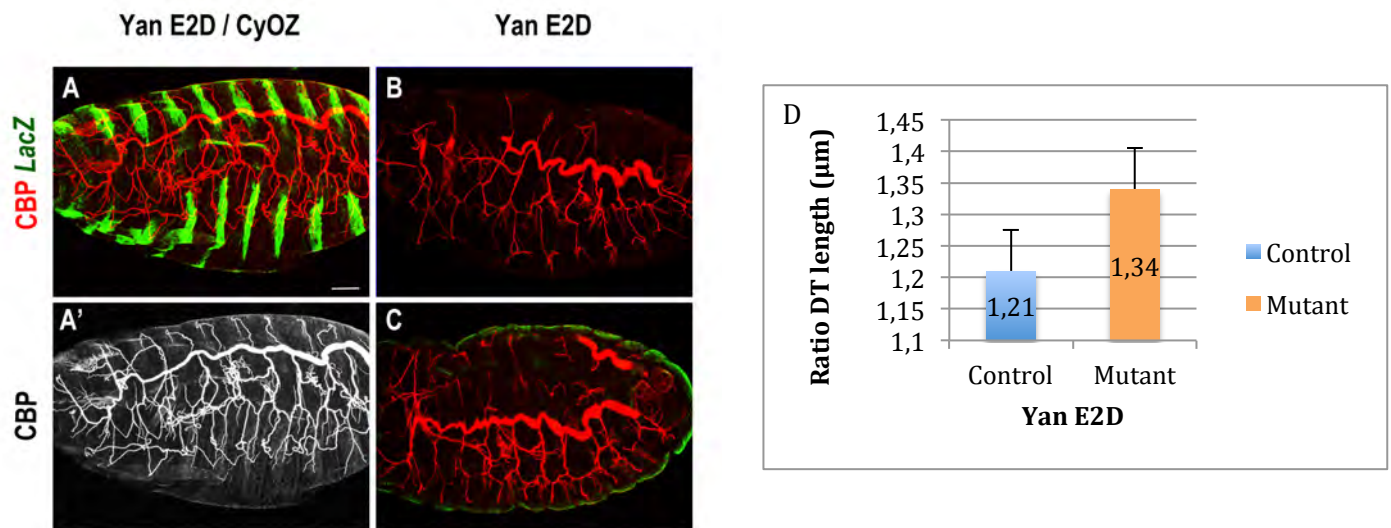 Yan E2D / CyOZ
Yan E2D
CBP LacZ
A
B
CBP
A'
C
D
Ratio DT length (µm)
1,45
1,4
1,35
1,3
1,25
1,2
1,15
1,1
1,21
1,34
Control
Mutant
Yan E2D
Control
Mutant